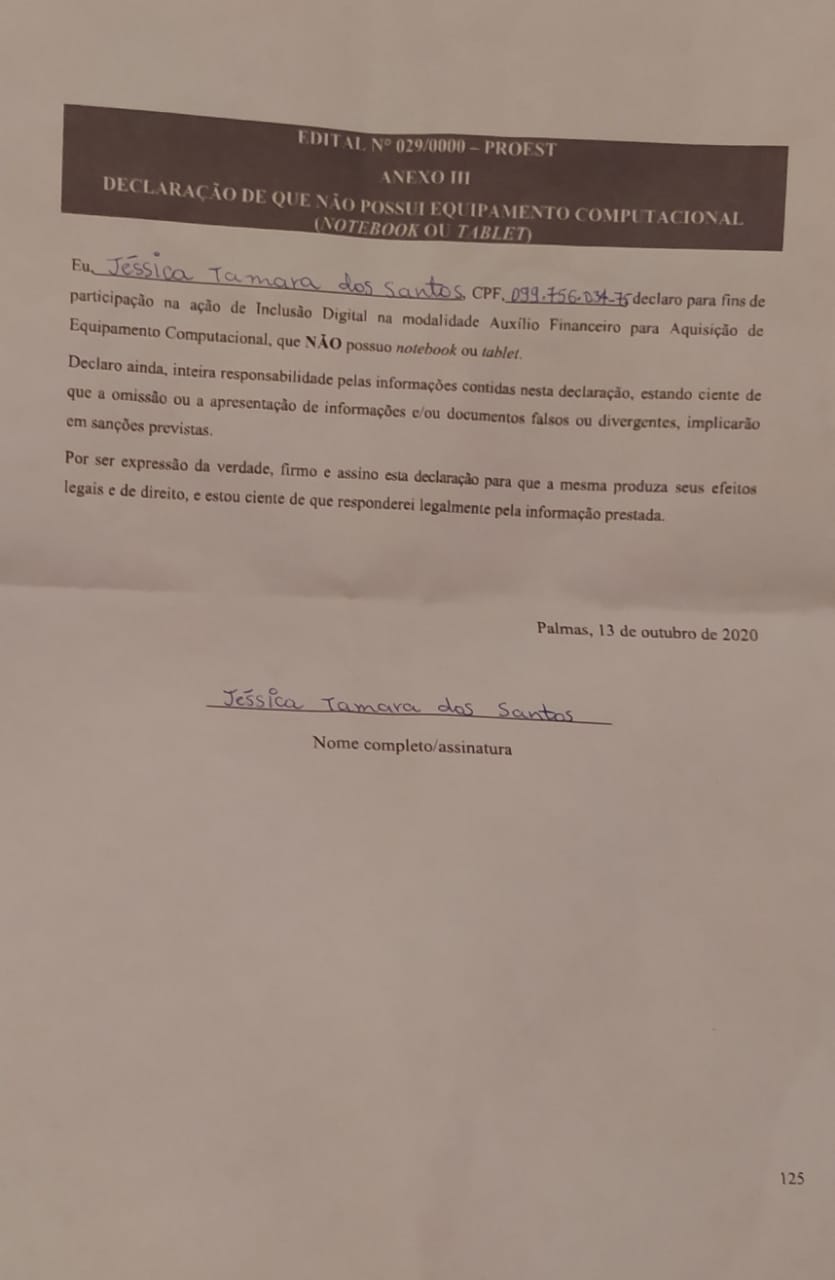 EDITAL Nº 029/0000 – PROEST
ANEXO III
DECLARAÇÃO DE QUE NÃO POSSUI EQUIPAMENTO COMPUTACIONAL
(NOTEBOOK OU TABLET)
Eu, Jéssica Tamara dos Santos, CPF, 099.756.034-75 declaro para fins de
participação na ação de Inclusão Digital na modalidade Auxílio Financeiro para Aquisição de
Equipamento Computacional, que NÃO possuo notebook ou tablet.
Declaro ainda, inteira responsabilidade pelas informações contidas nesta declaração, estando ciente de
que a omissão ou a apresentação de informações e/ou documentos falsos ou divergentes, implicarão
em sanções previstas.
Por ser expressão da verdade, firmo e assino esta declaração para que a mesma produza seus efeitos
legais e de direito, e estou ciente de que responderei legalmente pela informação prestada.
Palmas, 13 de outubro de 2020
Jéssica Tamara dos Santos
Nome completo/assinatura
125